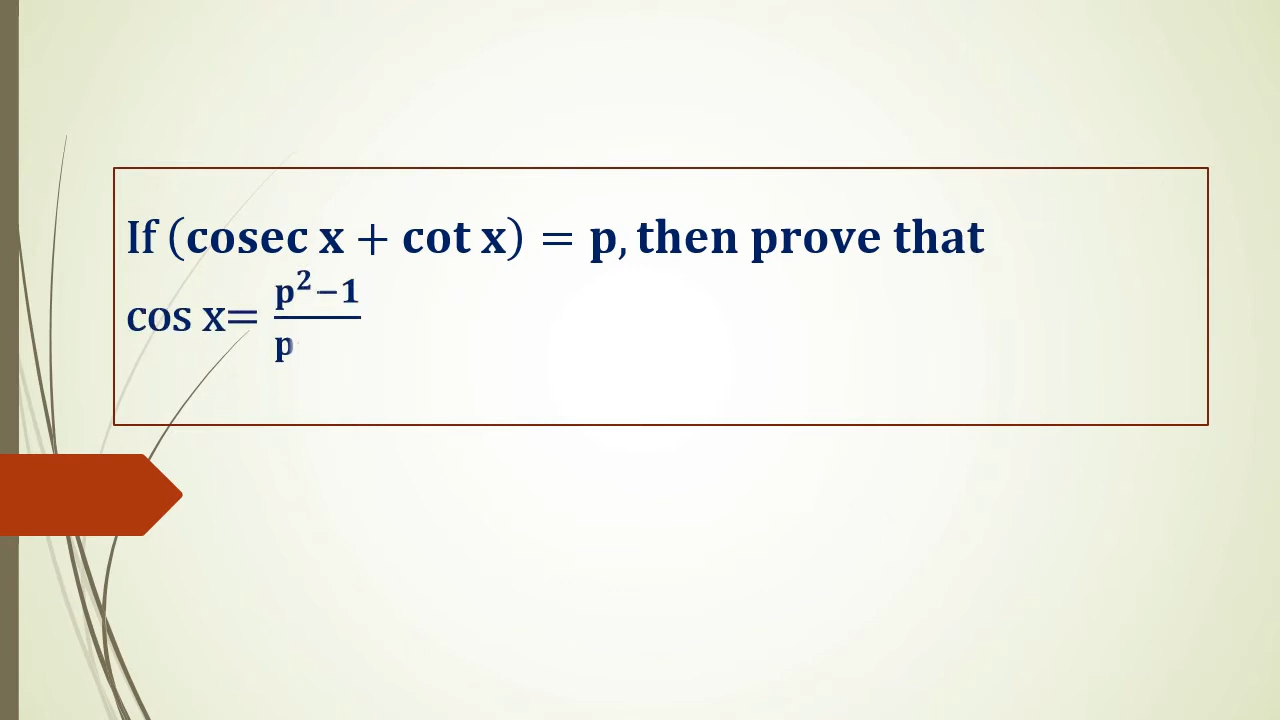 If (cosec x + cot x) = p, then prove that
cos x= p²−1
p